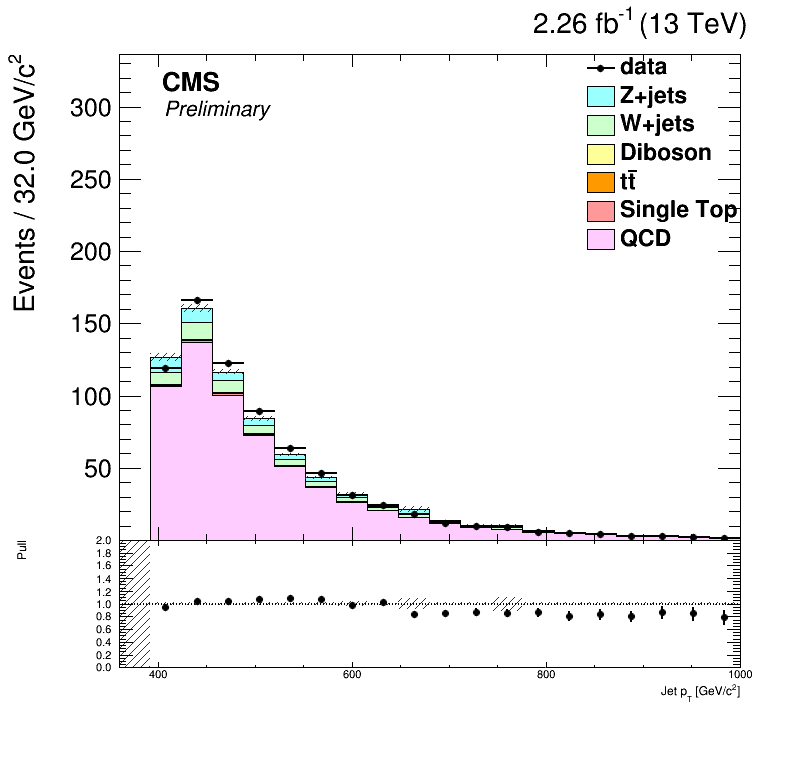 2.26 fb⁻¹ (13 TeV)
CMS
Preliminary
data
Z+jets
W+jets
Diboson
tt̄
Single Top
QCD
Events / 32.0 GeV/c²
300
250
200
150
100
50
Pull
2.0
1.8
1.6
1.4
1.2
1.0
0.8
0.6
0.4
0.2
0.0
400 600 800 1000
Jet p_T [GeV/c²]